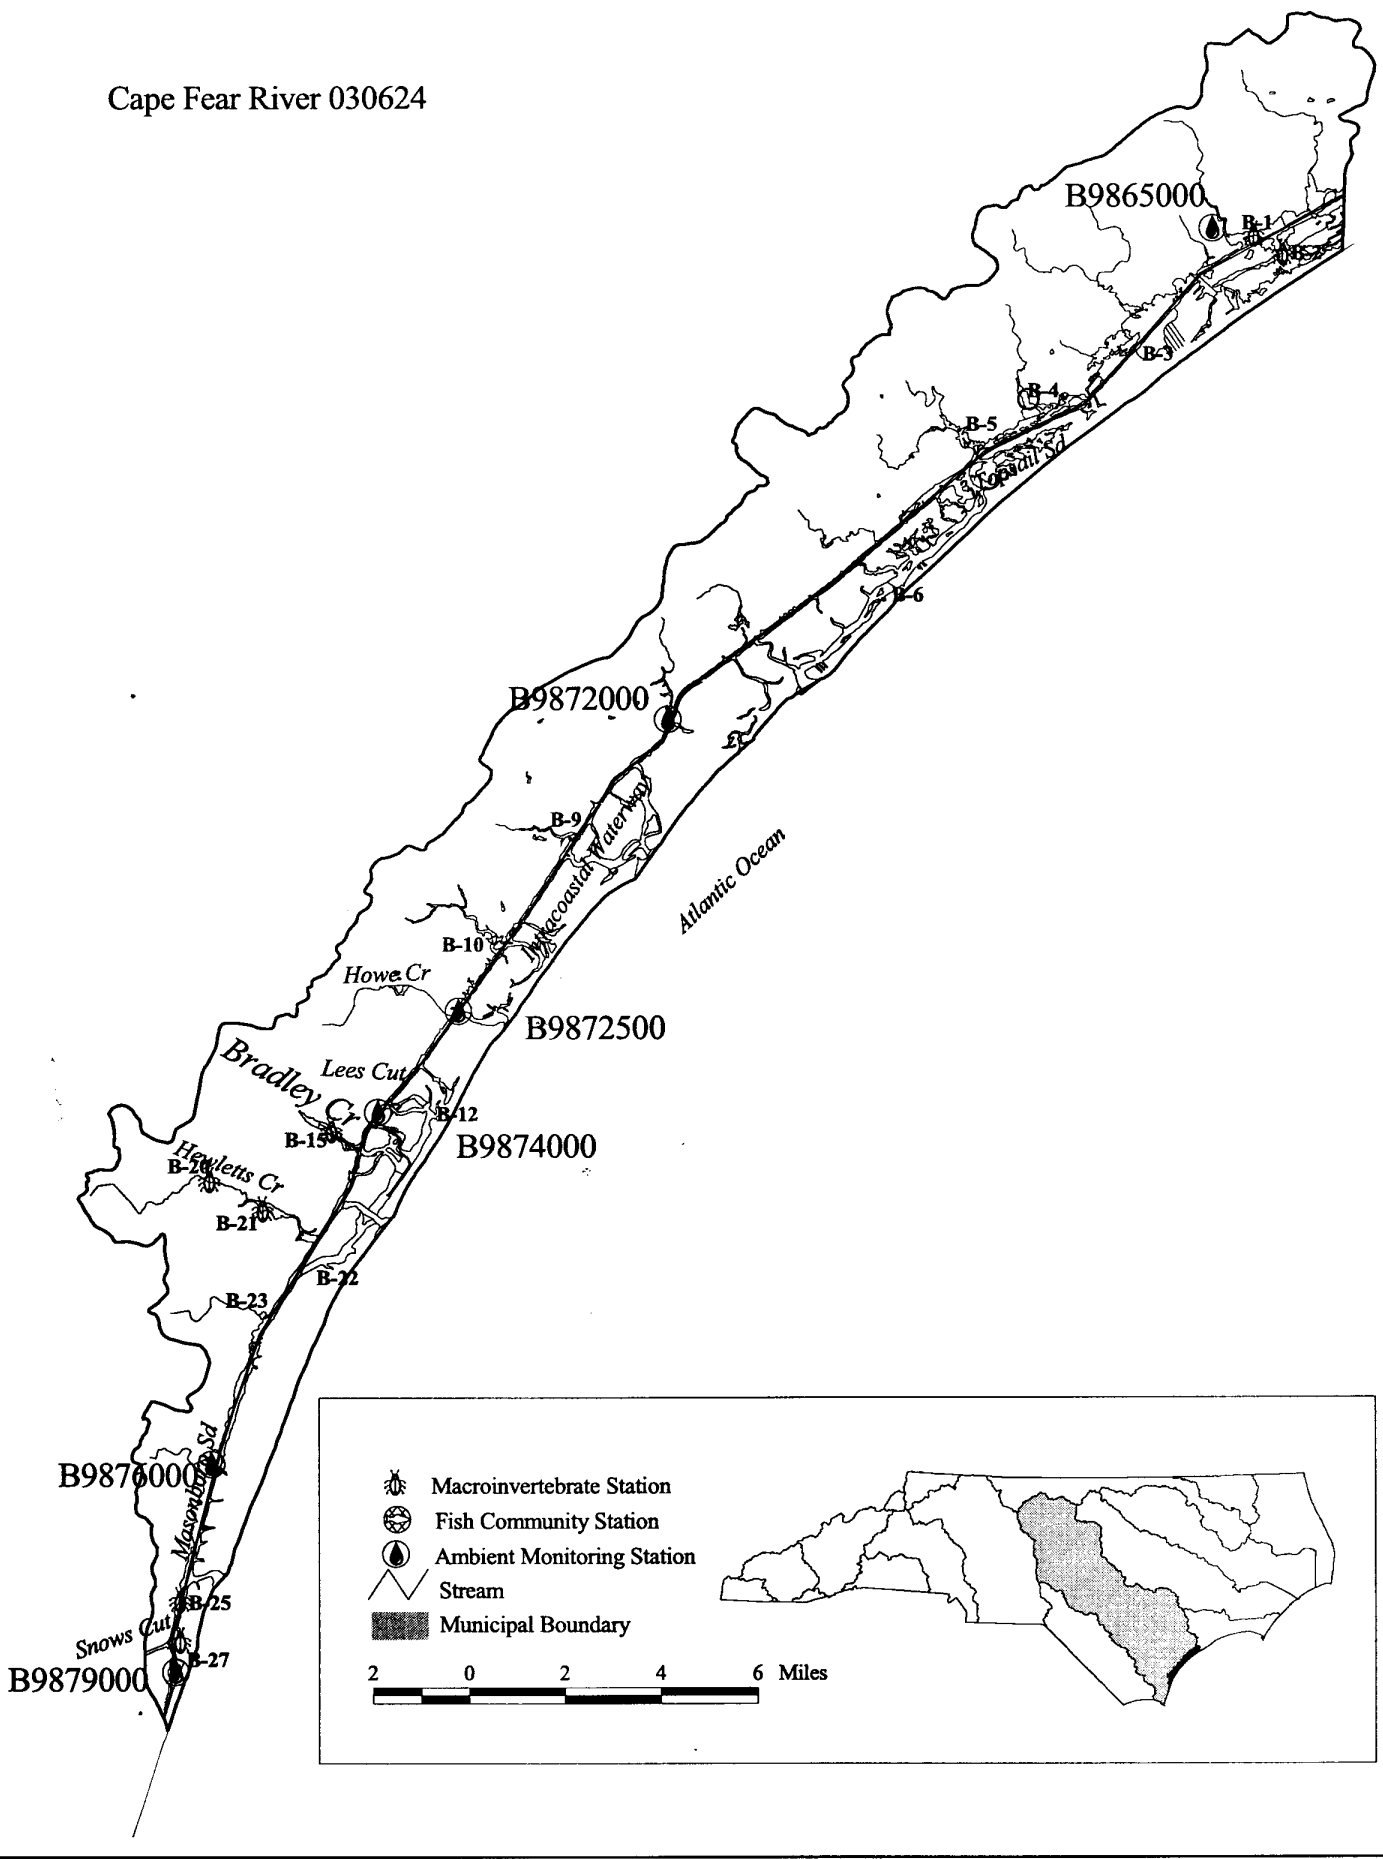 Cape Fear River 030624
B9865000
B-1
B-2
B-3
B-4
B-5
Topsail Sd
B-6
B9872000
B-9
Intracoastal Waterway
Atlantic Ocean
B-10
Howe Cr
B9872500
Bradley Cr
Lees Cut
B-12
B-15
B9874000
Hewletts Cr
B-20
B-21
B-22
B-23
Masonboro Sd
B9876000
B-25
Snows Cut
B-27
B9879000
Macroinvertebrate Station
Fish Community Station
Ambient Monitoring Station
Stream
Municipal Boundary
2 0 2 4 6 Miles